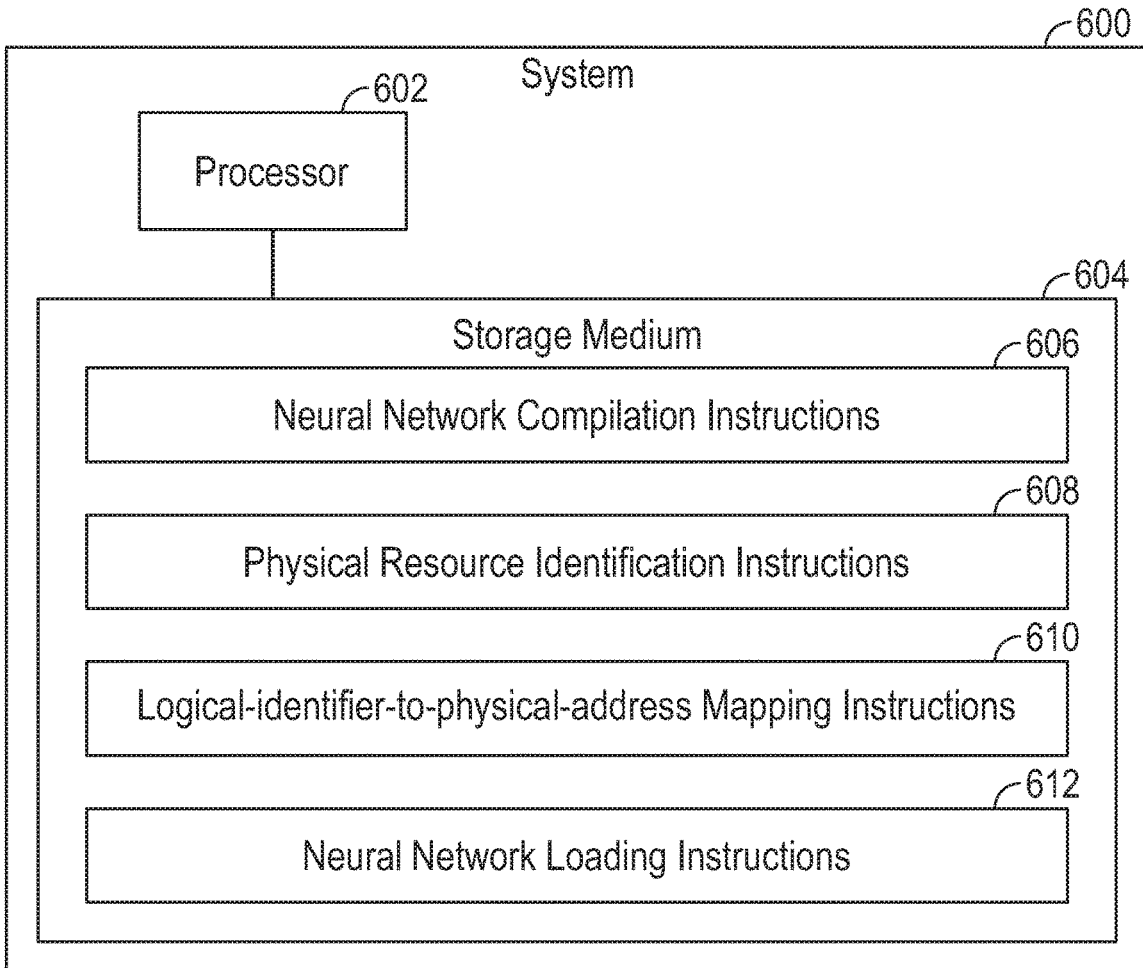 600
System
602
Processor
604
Storage Medium
606
Neural Network Compilation Instructions
608
Physical Resource Identification Instructions
610
Logical-identifier-to-physical-address Mapping Instructions
612
Neural Network Loading Instructions